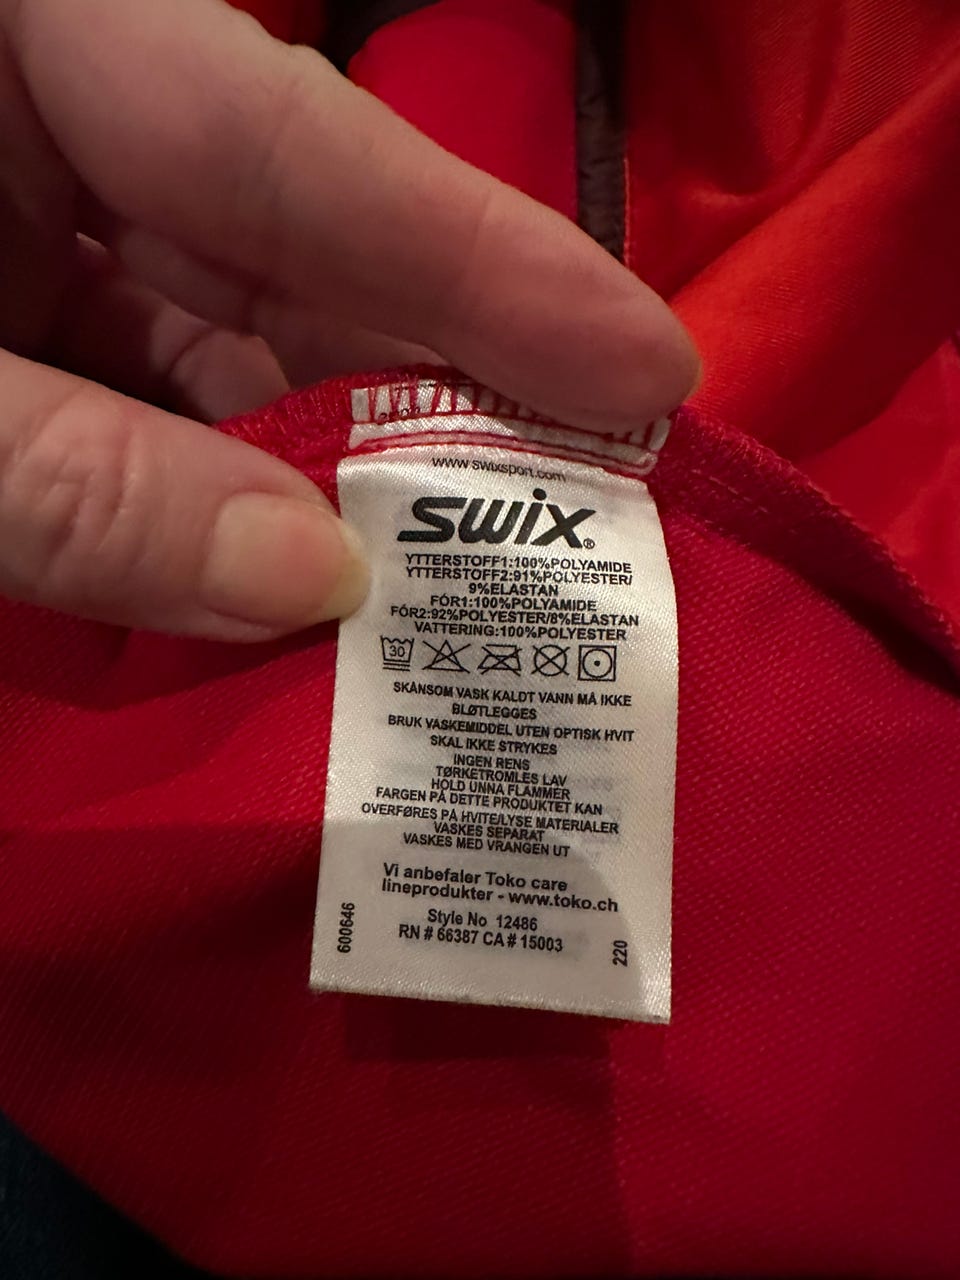 www.swixsport.com
swix®
YTTERSTOFF1:100%POLYAMIDE
YTTERSTOFF2:91%POLYESTER/
9%ELASTAN
FÓR1:100%POLYAMIDE
FÓR2:92%POLYESTER/8%ELASTAN
VATTERING:100%POLYESTER
30
SKÅNSOM VASK KALDT VANN MÅ IKKE
BLØTLEGGES
BRUK VASKEMIDDEL UTEN OPTISK HVIT
SKAL IKKE STRYKES
INGEN RENS
TØRKETROMLES LAV
HOLD UNNA FLAMMER
FARGEN PÅ DETTE PRODUKTET KAN
OVERFØRES PÅ HVITE/LYSE MATERIALER
VASKES SEPARAT
VASKES MED VRANGEN UT
Vi anbefaler Toko care
lineprodukter - www.toko.ch
Style No 12486
RN # 66387 CA # 15003
600646
220